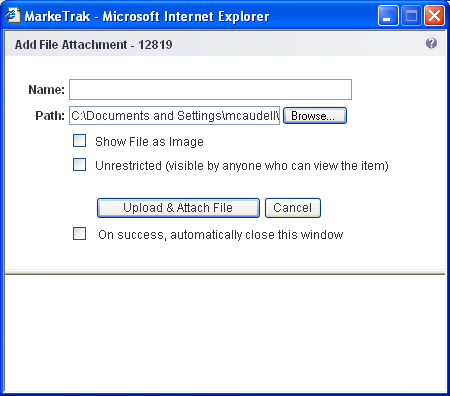 MarkeTrak - Microsoft Internet Explorer
Add File Attachment - 12819
Name:
Path: C:\Documents and Settings\mcaudell\ Browse...
Show File as Image
Unrestricted (visible by anyone who can view the item)
Upload & Attach File Cancel
On success, automatically close this window